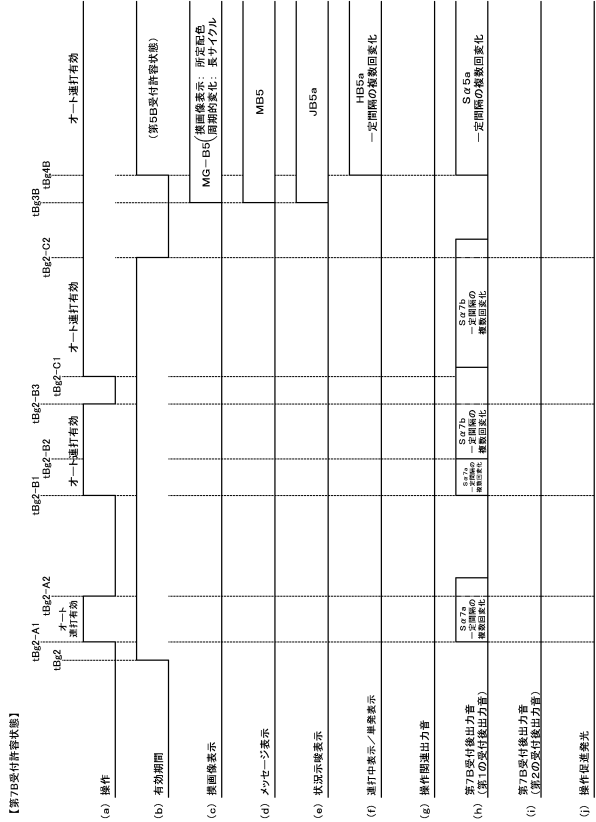 【第7B受付許容状態】
tBg2
tBg2-A1
tBg2-A2
tBg2-B1
tBg2-B2
tBg2-B3
tBg2-C1
tBg2-C2
tBg3B
tBg4B
(a) 操作
オート
連打有効
オート連打有効
オート連打有効
オート連打有効
(b) 有効期間
(第5B受付許容状態)
(c) 摸画像表示
MG-B5(摸画像表示: 所定配色
周期的変化: 長サイクル
(d) メッセージ表示
MB5
(e) 状況示唆表示
JB5a
(f) 連打中表示/単発表示
HB5a
一定間隔の複数回変化
(g) 操作関連出力音
(h) 第7B受付後出力音
(第1の受付後出力音)
Sα7a
一定間隔の
複数回変化
Sα7a
一定間隔の
複数回変化
Sα7b
一定間隔の
複数回変化
Sα7b
一定間隔の
複数回変化
Sα5a
一定間隔の複数回変化
(i) 第7B受付後出力音
(第2の受付後出力音)
(j) 操作促進発光